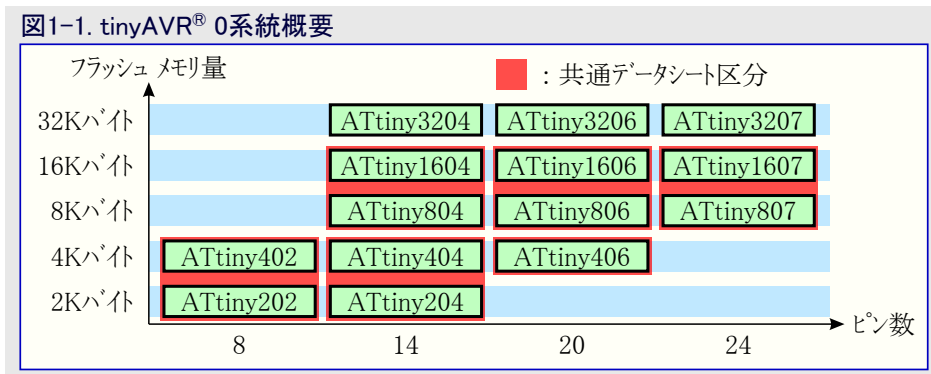 図1-1. tinyAVR® 0系統概要
フラッシュ メモリ量
: 共通データシート区分
32Kバイト ATtiny3204 ATtiny3206 ATtiny3207
16Kバイト ATtiny1604 ATtiny1606 ATtiny1607
8Kバイト ATtiny804 ATtiny806 ATtiny807
4Kバイト ATtiny402 ATtiny404 ATtiny406
2Kバイト ATtiny202 ATtiny204
ピン数
8 14 20 24